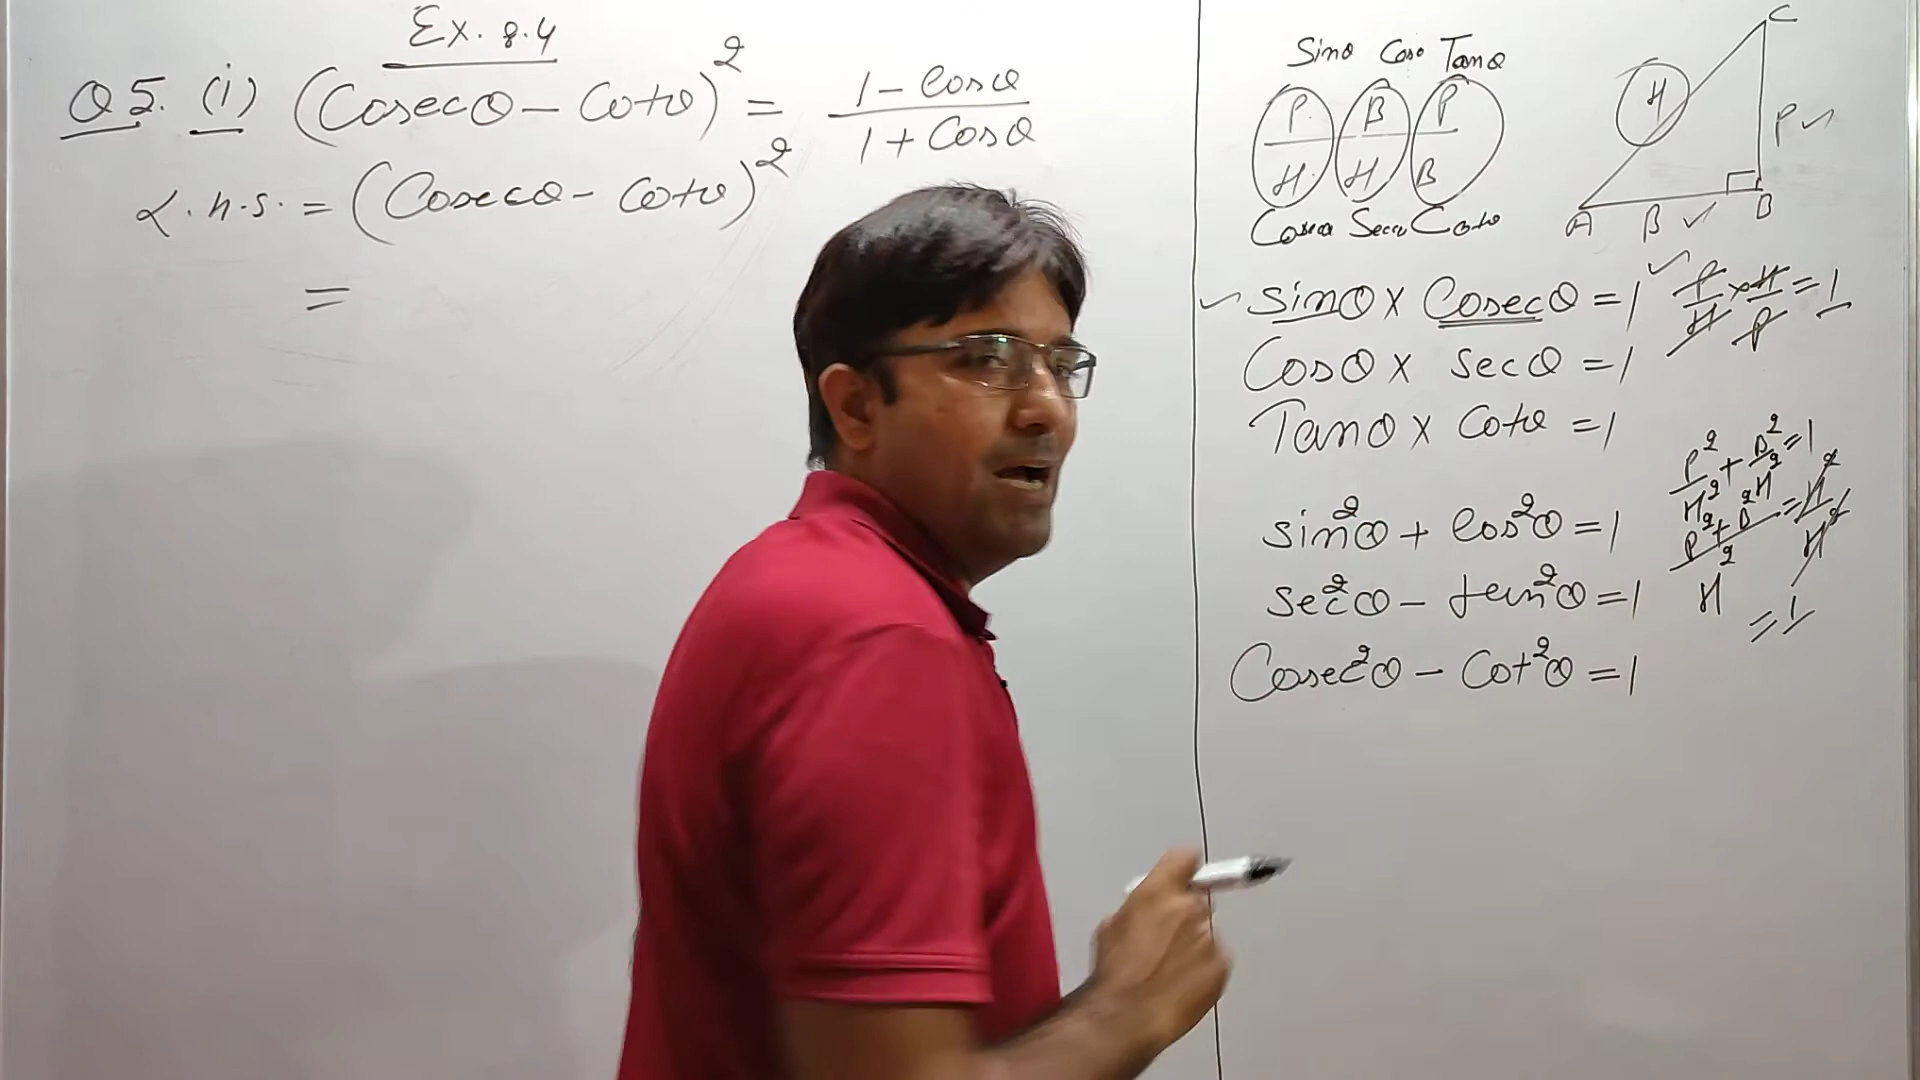 Ex. 8.4
Q5. (i) (Cosecθ - Cotθ)² = (1 - Cosθ)/(1 + Cosθ)
L.H.S. = (Cosecθ - Cotθ)²
=
Sinθ Cosθ Tanθ
P/H B/H P/B
Cosecθ Secθ Cotθ
C
H
P ✓
A B ✓ B
✓ Sinθ × Cosecθ = 1 ✓ P/H × H/P = 1
Cosθ × secθ = 1
Tanθ × Cotθ = 1
P²/H² + B²/H² = 1
sin²θ + Cos²θ = 1
P²+B²/H² = H²/H²
sec²θ - tan²θ = 1
= 1
Cosec²θ - Cot²θ = 1